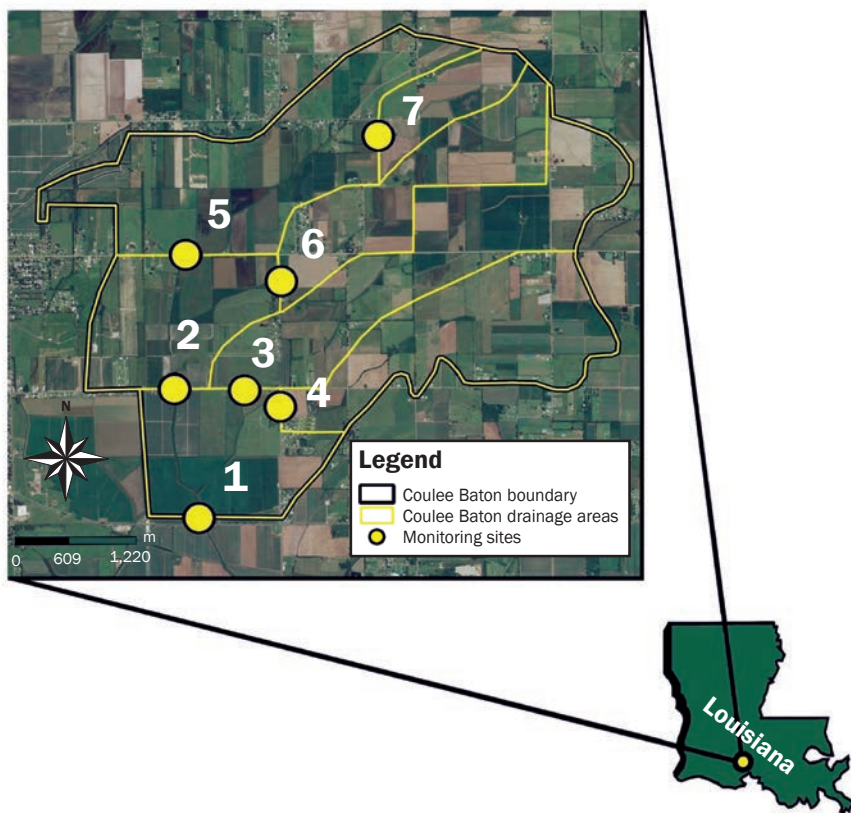 7
5
6
2
3
4
1
N
m
0 609 1,220
Legend
Coulee Baton boundary
Coulee Baton drainage areas
Monitoring sites
Louisiana